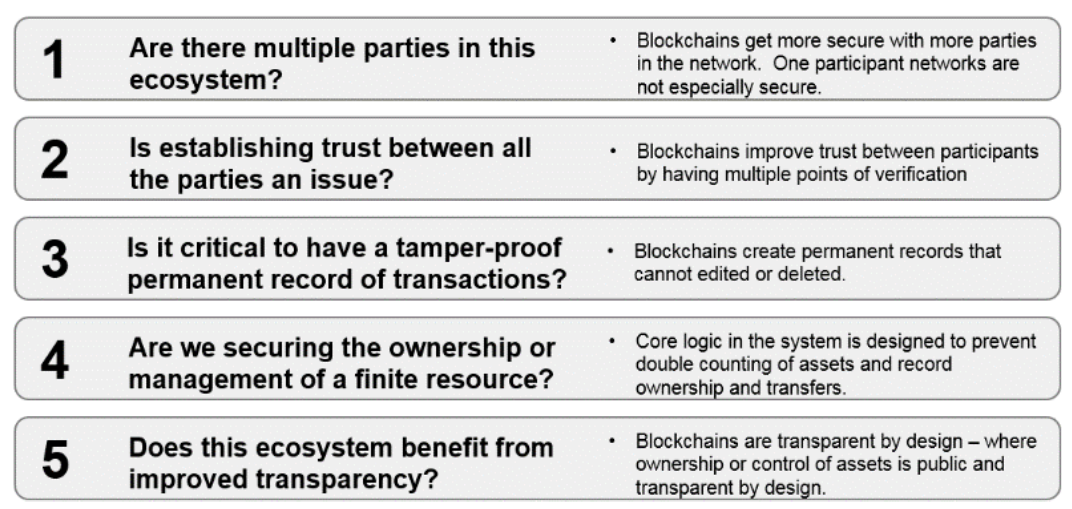 1
Are there multiple parties in this
ecosystem?
• Blockchains get more secure with more parties
in the network. One participant networks are
not especially secure.
2
Is establishing trust between all
the parties an issue?
• Blockchains improve trust between participants
by having multiple points of verification
3
Is it critical to have a tamper-proof
permanent record of transactions?
• Blockchains create permanent records that
cannot edited or deleted.
4
Are we securing the ownership or
management of a finite resource?
• Core logic in the system is designed to prevent
double counting of assets and record
ownership and transfers.
5
Does this ecosystem benefit from
improved transparency?
• Blockchains are transparent by design – where
ownership or control of assets is public and
transparent by design.